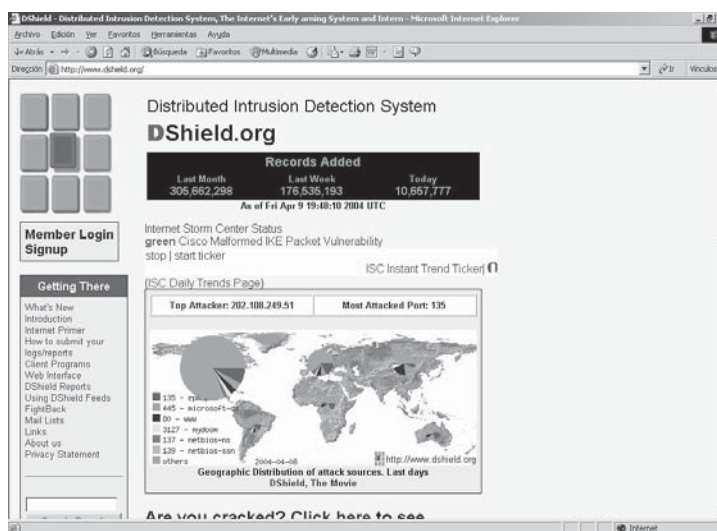 DShield - Distributed Intrusion Detection System, The Internet's Early arning System and Intern - Microsoft Internet Explorer
Archivo Edición Ver Favoritos Herramientas Ayuda
Atrás Búsqueda Favoritos Multimedia
Dirección http://www.dshield.org/ Ir Vínculos
Distributed Intrusion Detection System
DShield.org
Records Added
Last Month Last Week Today
305,662,298 176,535,193 10,657,777
As of Fri Apr 9 19:48:10 2004 UTC
Member Login
Signup
Internet Storm Center Status
green Cisco Malformed IKE Packet Vulnerability
stop | start ticker
ISC Instant Trend Ticker|
(ISC Daily Trends Page)
Getting There
What's New
Introduction
Internet Primer
How to submit your
logs/reports
Client Programs
Web Interface
DShield Reports
Using DShield Feeds
FightBack
Mail Lists
Links
About us
Privacy Statement
Top Attacker: 202.108.249.51 Most Attacked Port: 135
135 -
445 - microsoft-
80 - www
3127 - mydoom
137 - netbios-ns
139 - netbios-ssn
others
2004-04-08
http://www.dshield.org
Geographic Distribution of attack sources. Last days
DShield, The Movie
Are you cracked? Click here to see
Internet